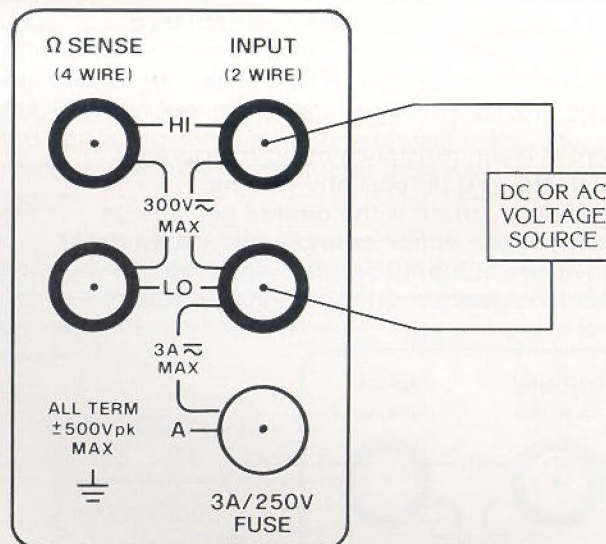 Ω SENSE INPUT
(4 WIRE) (2 WIRE)
HI
300V⎓ MAX
LO
3A⎓ MAX
A
ALL TERM
±500Vpk
MAX
3A/250V
FUSE
DC OR AC
VOLTAGE
SOURCE